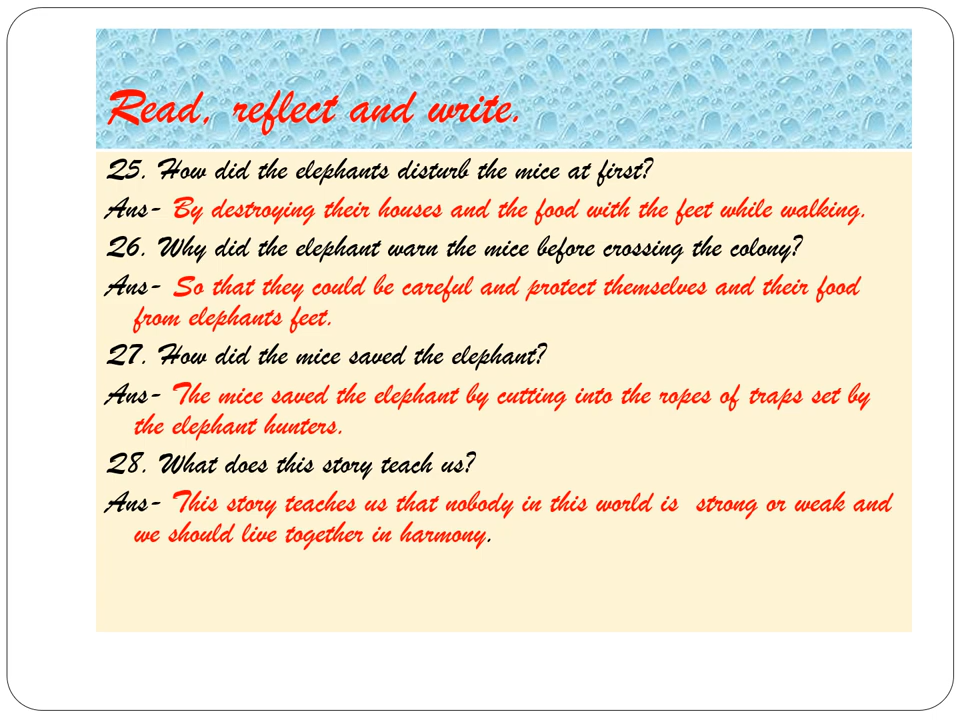 Read, reflect and write.
Q5. How did the elephants disturb the mice at first?
Ans- By destroying their houses and the food with the feet while walking.
Q6. Why did the elephant warn the mice before crossing the colony?
Ans- So that they could be careful and protect themselves and their food
from elephants feet.
Q7. How did the mice saved the elephant?
Ans- The mice saved the elephant by cutting into the ropes of traps set by
the elephant hunters.
Q8. What does this story teach us?
Ans- This story teaches us that nobody in this world is strong or weak and
we should live together in harmony.